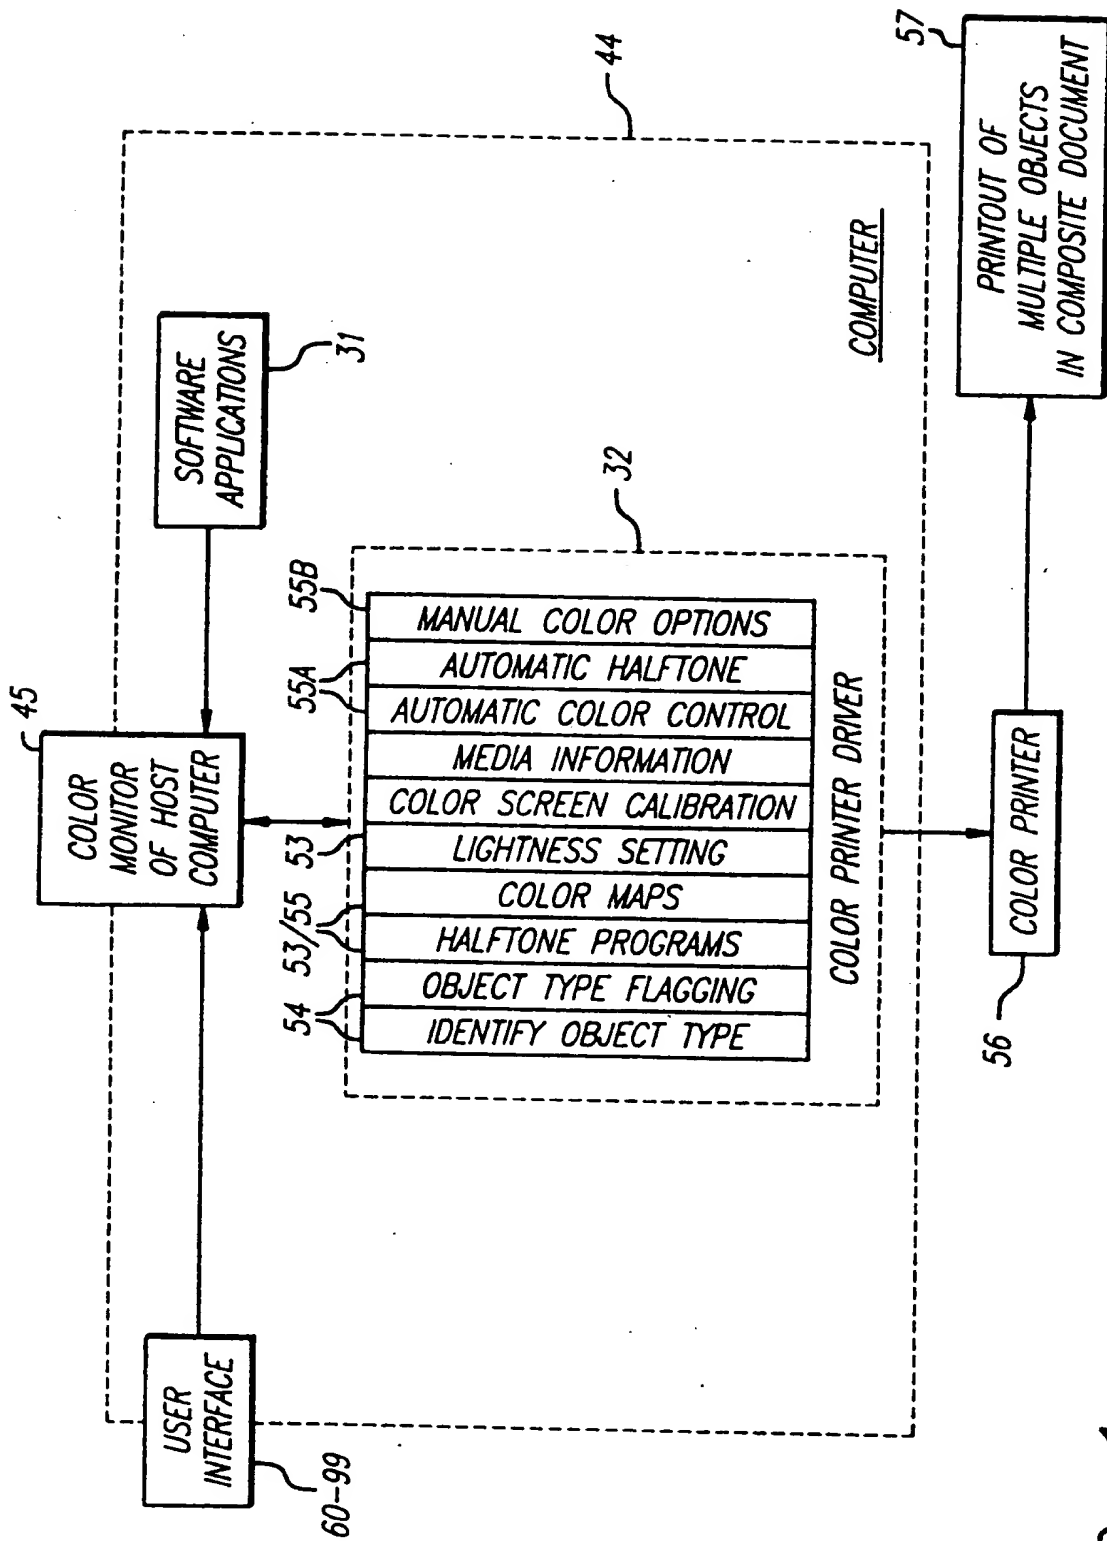 45
COLOR
MONITOR
OF HOST
COMPUTER
USER
INTERFACE
60-99
SOFTWARE
APPLICATIONS
31
44
32
54
53/55
53
55A
55B
IDENTIFY OBJECT TYPE
OBJECT TYPE FLAGGING
HALFTONE PROGRAMS
COLOR MAPS
LIGHTNESS SETTING
COLOR SCREEN CALIBRATION
MEDIA INFORMATION
AUTOMATIC COLOR CONTROL
AUTOMATIC HALFTONE
MANUAL COLOR OPTIONS
COLOR PRINTER DRIVER
COMPUTER
COLOR PRINTER
56
PRINTOUT OF
MULTIPLE OBJECTS
IN COMPOSITE DOCUMENT
57